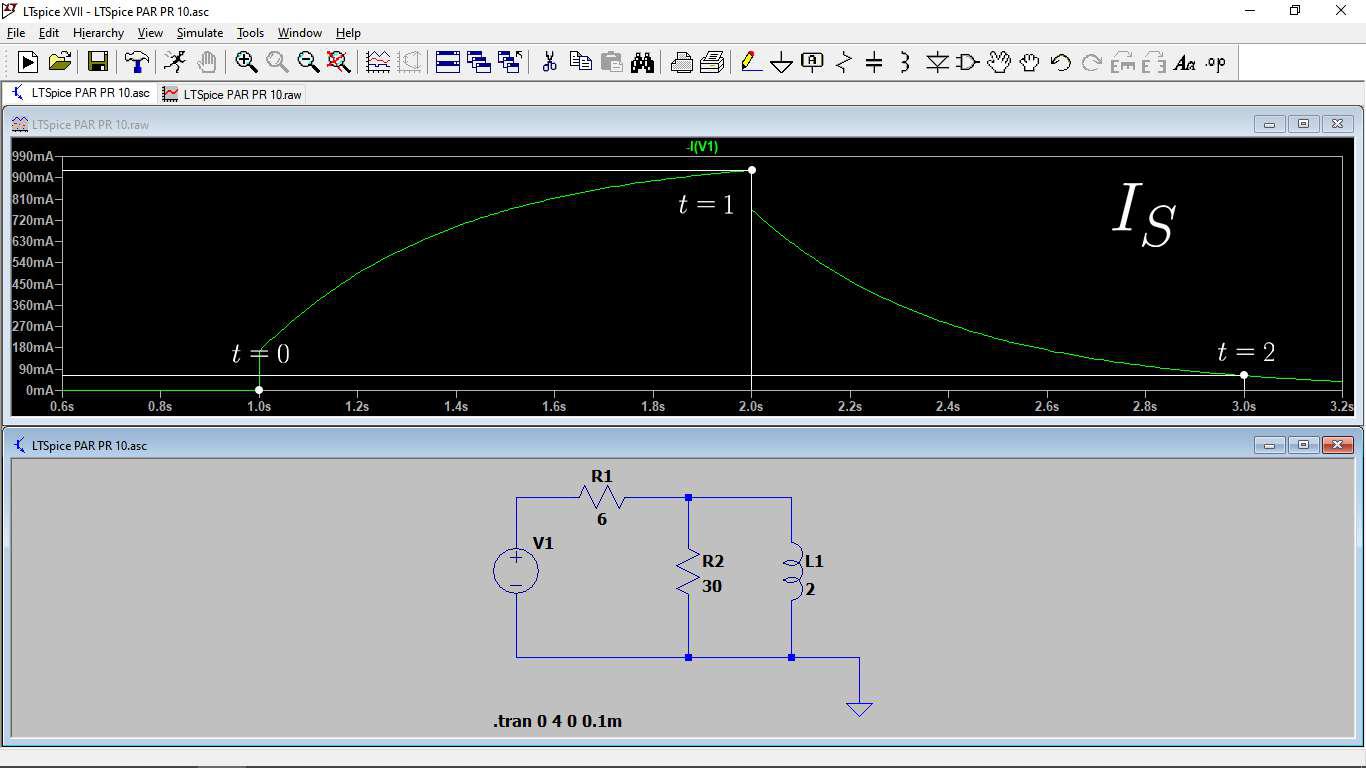 LTspice XVII - LTSpice PAR PR 10.asc
File Edit Hierarchy View Simulate Tools Window Help
A Aa .op
LTSpice PAR PR 10.asc LTSpice PAR PR 10.raw
LTSpice PAR PR 10.raw
-I(V1)
990mA
900mA
810mA
720mA
630mA
540mA
450mA
360mA
270mA
180mA
90mA
0mA
t = 1
I_S
t = 0
t = 2
0.6s 0.8s 1.0s 1.2s 1.4s 1.6s 1.8s 2.0s 2.2s 2.4s 2.6s 2.8s 3.0s 3.2s
LTSpice PAR PR 10.asc
R1
6
V1
R2
30
L1
2
.tran 0 4 0 0.1m